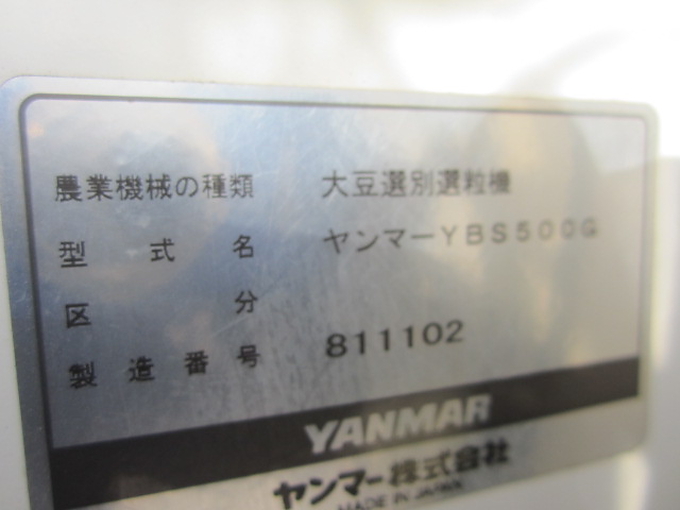 農業機械の種類 大豆選別選粒機
型式名 ヤンマーYBS500G
区分
製造番号 811102
YANMAR
ヤンマー株式会社
MADE IN JAPAN